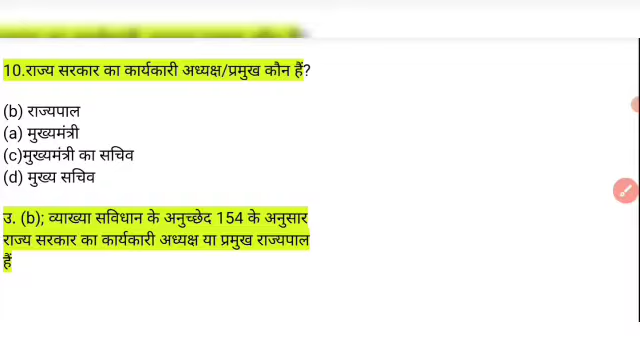 10.राज्य सरकार का कार्यकारी अध्यक्ष/प्रमुख कौन हैं?
(b) राज्यपाल
(a) मुख्यमंत्री
(c)मुख्यमंत्री का सचिव
(d) मुख्य सचिव
उ. (b); व्याख्या सविधान के अनुच्छेद 154 के अनुसार
राज्य सरकार का कार्यकारी अध्यक्ष या प्रमुख राज्यपाल
हैं